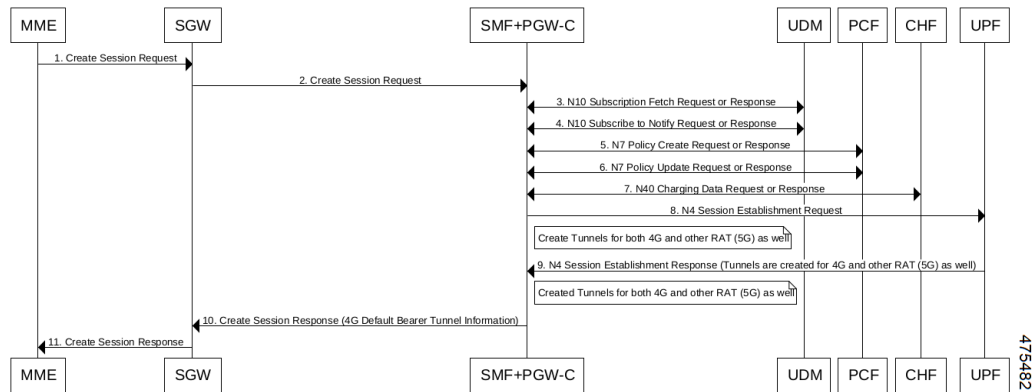 MME
SGW
SMF+PGW-C
UDM
PCF
CHF
UPF
1. Create Session Request
2. Create Session Request
3. N10 Subscription Fetch Request or Response
4. N10 Subscribe to Notify Request or Response
5. N7 Policy Create Request or Response
6. N7 Policy Update Request or Response
7. N40 Charging Data Request or Response
8. N4 Session Establishment Request
Create Tunnels for both 4G and other RAT (5G) as well
9. N4 Session Establishment Response (Tunnels are created for 4G and other RAT (5G) as well)
Created Tunnels for both 4G and other RAT (5G) as well
10. Create Session Response (4G Default Bearer Tunnel Information)
11. Create Session Response
MME
SGW
SMF+PGW-C
UDM
PCF
CHF
UPF
475482